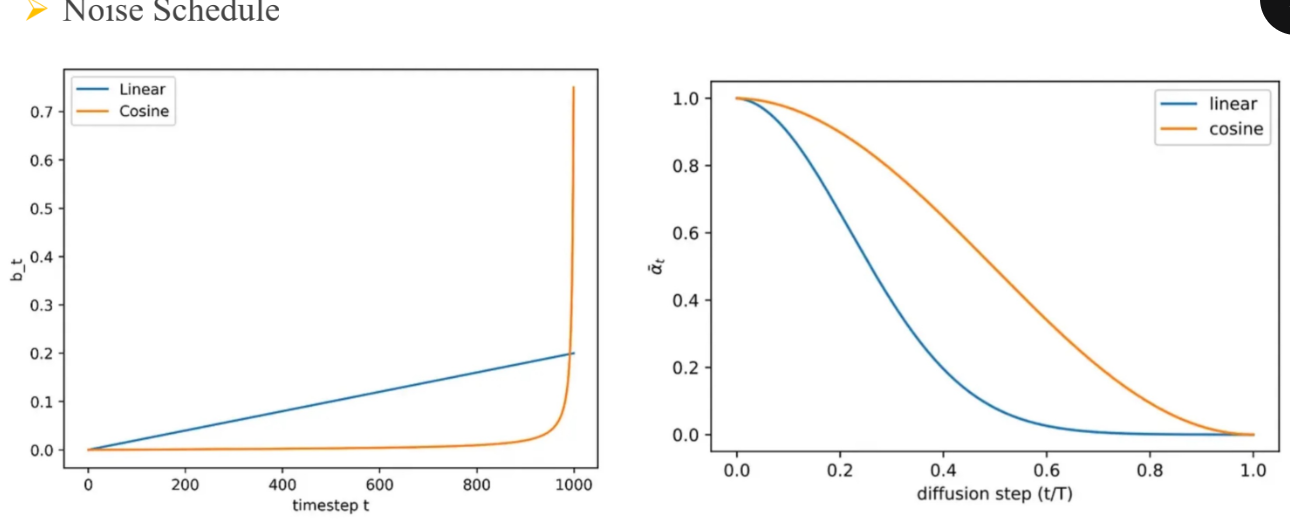 Noise Schedule
Linear
Cosine
0.7
0.6
0.5
0.4
0.3
0.2
0.1
0.0
b_t
0 200 400 600 800 1000
timestep t
linear
cosine
1.0
0.8
0.6
0.4
0.2
0.0
ᾱₜ
0.0 0.2 0.4 0.6 0.8 1.0
diffusion step (t/T)